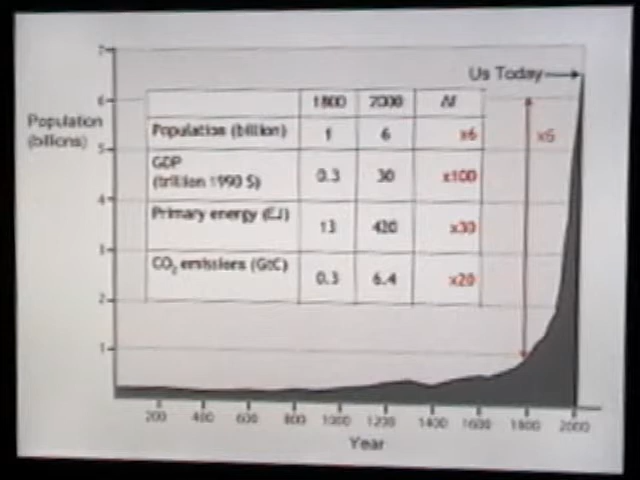 7
Us Today
1800 2000 Δ/
6
Population
(billions)
Population (billion) 1 6 x6
x6
5
GDP
(trillion 1990 $) 0.3 30 x100
4
Primary energy (EJ) 13 420 x30
3
CO₂ emissions (GtC) 0.3 6.4 x20
2
1
200 400 600 800 1000 1200 1400 1600 1800 2000
Year